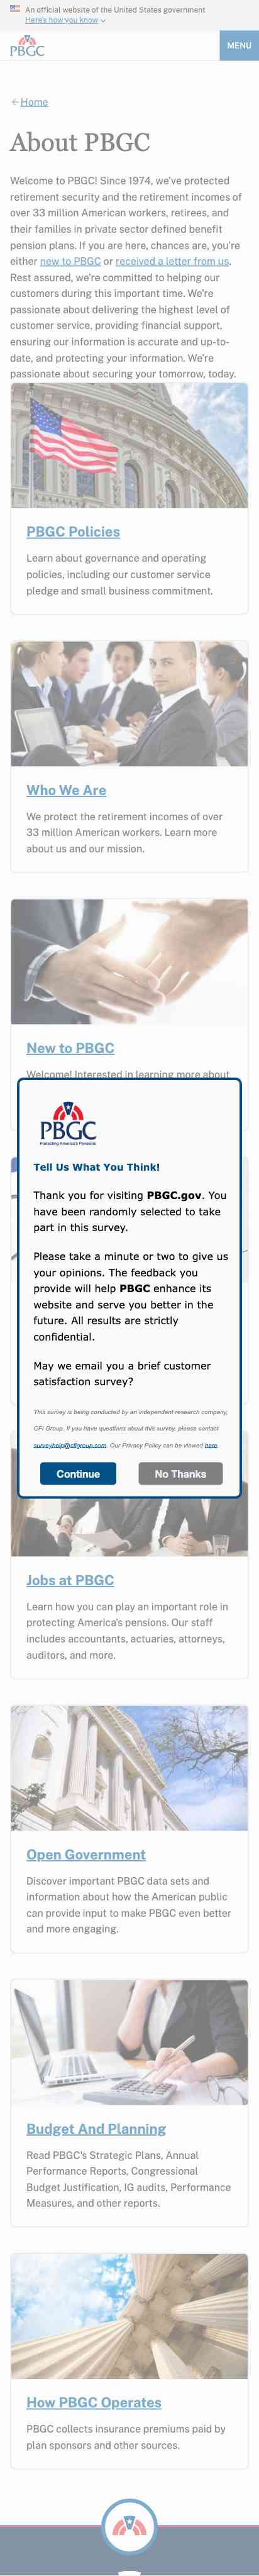 An official website of the United States government
Here's how you know
PBGC
MENU
Home
About PBGC
Welcome to PBGC! Since 1974, we've protected
retirement security and the retirement incomes of
over 33 million American workers, retirees, and
their families in private sector defined benefit
pension plans. If you are here, chances are, you're
either new to PBGC or received a letter from us.
Rest assured, we're committed to helping our
customers during this important time. We're
passionate about delivering the highest level of
customer service, providing financial support,
ensuring our information is accurate and up-to-
date, and protecting your information. We're
passionate about securing your tomorrow, today.
PBGC Policies
Learn about governance and operating
policies, including our customer service
pledge and small business commitment.
Who We Are
We protect the retirement incomes of over
33 million American workers. Learn more
about us and our mission.
New to PBGC
Welcome! Interested in learning more about
PBGC
Protecting America's Pensions
Tell Us What You Think!
Thank you for visiting PBGC.gov. You
have been randomly selected to take
part in this survey.
Please take a minute or two to give us
your opinions. The feedback you
provide will help PBGC enhance its
website and serve you better in the
future. All results are strictly
confidential.
May we email you a brief customer
satisfaction survey?
This survey is being conducted by an independent research company,
CFI Group. If you have questions about this survey, please contact
surveyhelp@cfigroup.com. Our Privacy Policy can be viewed here.
Continue
No Thanks
Jobs at PBGC
Learn how you can play an important role in
protecting America's pensions. Our staff
includes accountants, actuaries, attorneys,
auditors, and more.
Open Government
Discover important PBGC data sets and
information about how the American public
can provide input to make PBGC even better
and more engaging.
Budget And Planning
Read PBGC's Strategic Plans, Annual
Performance Reports, Congressional
Budget Justification, IG audits, Performance
Measures, and other reports.
How PBGC Operates
PBGC collects insurance premiums paid by
plan sponsors and other sources.